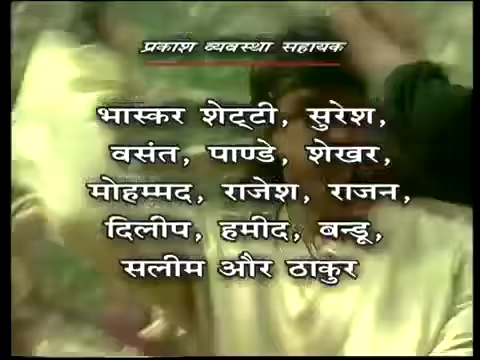 प्रकाश व्यवस्था सहायक
भास्कर शेट्टी, सुरेश,
वसंत, पाण्डे, शेखर,
मोहम्मद, राजेश, राजन,
दिलीप, हमीद, बन्डू,
सलीम और ठाकुर